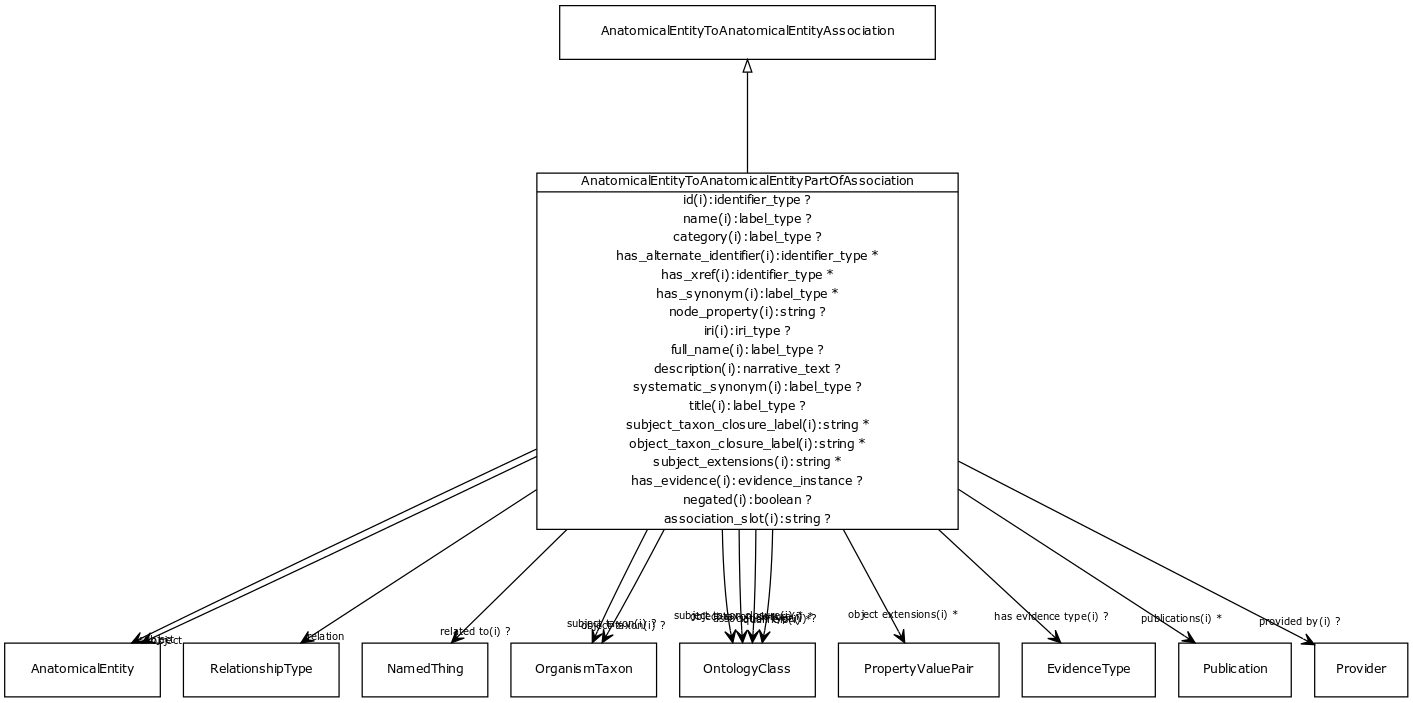 AnatomicalEntityToAnatomicalEntityAssociation
AnatomicalEntityToAnatomicalEntityPartOfAssociation
id(i):identifier_type ?
name(i):label_type ?
category(i):label_type ?
has_alternate_identifier(i):identifier_type *
has_xref(i):identifier_type *
has_synonym(i):label_type *
node_property(i):string ?
iri(i):iri_type ?
full_name(i):label_type ?
description(i):narrative_text ?
systematic_synonym(i):label_type ?
title(i):label_type ?
subject_taxon_closure_label(i):string *
object_taxon_closure_label(i):string *
subject_extensions(i):string *
has_evidence(i):evidence_instance ?
negated(i):boolean ?
association_slot(i):string ?
relation
related to(i) ?
subject taxon(i) ?
object taxon(i) ?
object extensions(i) *
has evidence type(i) ?
publications(i) *
provided by(i) ?
AnatomicalEntity
RelationshipType
NamedThing
OrganismTaxon
OntologyClass
PropertyValuePair
EvidenceType
Publication
Provider